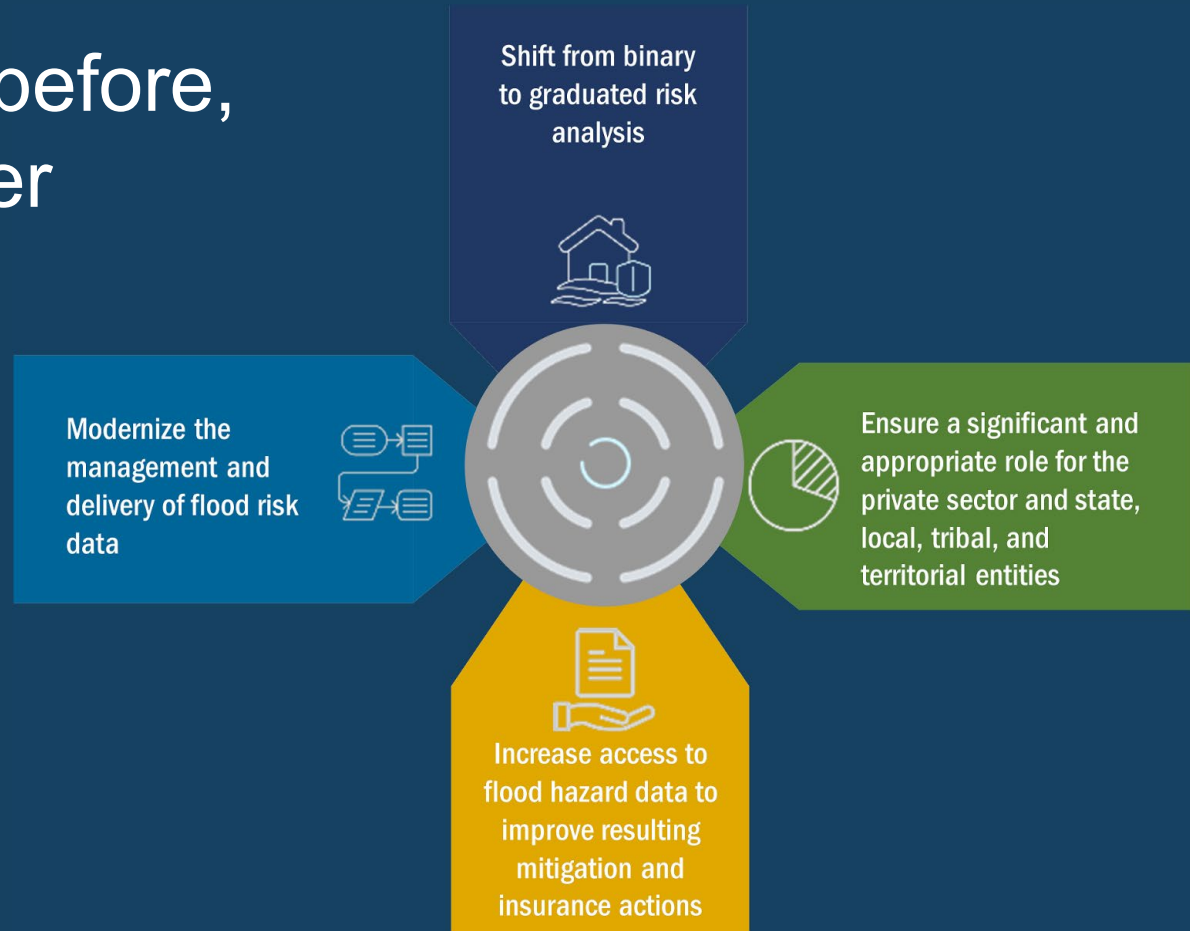 before,
er
Shift from binary
to graduated risk
analysis
Modernize the
management and
delivery of flood risk
data
Ensure a significant and
appropriate role for the
private sector and state,
local, tribal, and
territorial entities
Increase access to
flood hazard data to
improve resulting
mitigation and
insurance actions